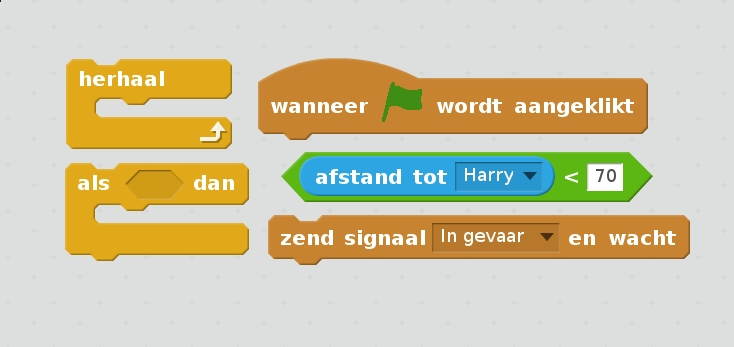 herhaal
wanneer wordt aangeklikt
als dan
afstand tot Harry < 70
zend signaal In gevaar en wacht